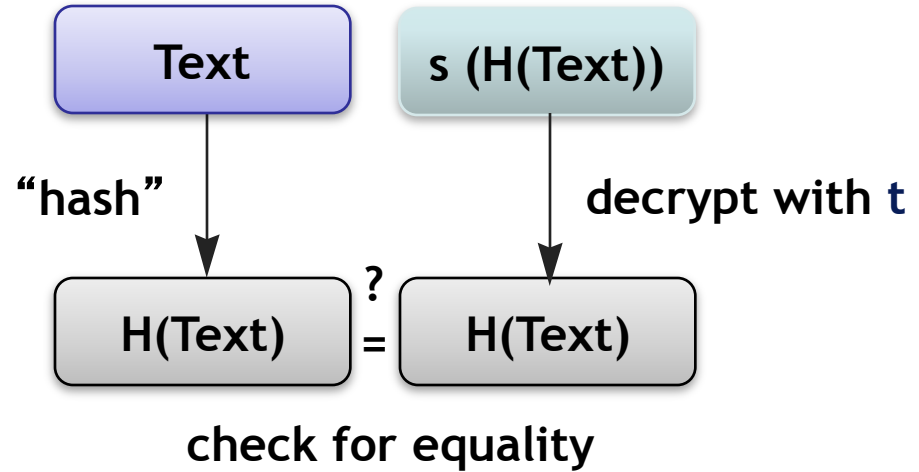 Text
s (H(Text))
“hash”
decrypt with t
H(Text)
?
=
H(Text)
check for equality